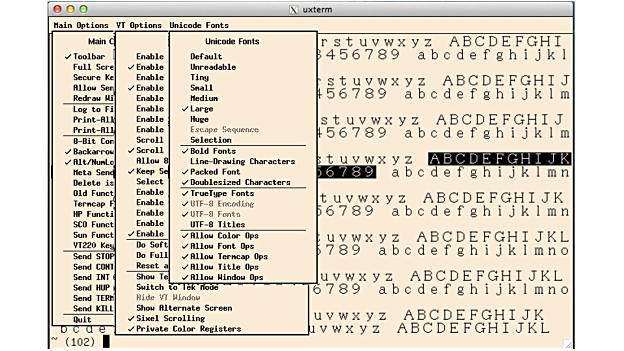 uxterm
Main Options VT Options Unicode Fonts
Main
Toolbar
Full Scre
Secure Ke
Allow Sen
Redraw Wi
Log to Fi
Print-All
Print-All
8-Bit Con
Backarrow
Alt/NumLo
Meta Send
Delete is
Old Funct
Termcap F
HP Functi
SCO Funct
Sun Funct
VT220 Key
Send STOP
Send CONT
Send INT
Send HUP
Send TERM
Send KILL
Quit
Enable
Enable
Enable
Enable
Enable
Enable
Scroll
Scroll
Allow 8
Keep Se
Select
Enable
Enable
Enable
Enable
Do Soft
Do Full
Reset a
Show Te
Switch to Tek Mode
Hide VT Window
Show Alternate Screen
Sixel Scrolling
Private Color Registers
Unicode Fonts
Default
Unreadable
Tiny
Small
Medium
Large
Huge
Escape Sequence
Selection
Bold Fonts
Line-Drawing Characters
Packed Font
Doublesized Characters
TrueType Fonts
UTF-8 Encoding
UTF-8 Fonts
UTF-8 Titles
Allow Color Ops
Allow Font Ops
Allow Termcap Ops
Allow Title Ops
Allow Window Ops
rstuvwxyz ABCDEFGHI
3456789 abcdefghijkl
stuvwxyz ABCDEFGHIJ
456789 abcdefghijklm
stuvwxyz ABCDEFGHIJ
456789 abcdefghijklm
stuvwxyz ABCDEFGHIJK
56789 abcdefghijklmn
tuvwxyz ABCDEFGHIJK
56789 abcdefghijklmn
tuvwxyz ABCDEFGHIJKL
6789 abcdefghijklmno
uvwxyz ABCDEFGHIJKL
6789 abcdefghijklmno
bcde
uvwxyz ABCDEFGHIJKL
~ (102)